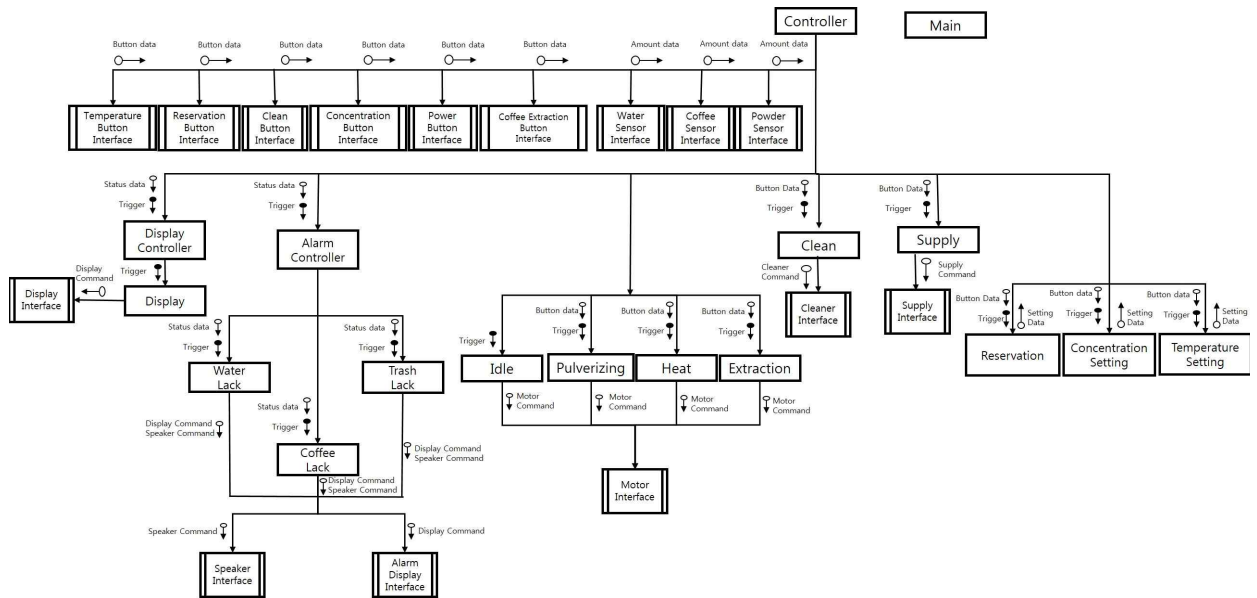 Controller
Main
Button data
Button data
Button data
Button data
Button data
Button data
Amount data
Amount data
Amount data
Temperature
Button
Interface
Reservation
Button
Interface
Clean
Button
Interface
Concentration
Button
Interface
Power
Button
Interface
Coffee Extraction
Button
Interface
Water
Sensor
Interface
Coffee
Sensor
Interface
Powder
Sensor
Interface
Status data
Trigger
Status data
Trigger
Button Data
Trigger
Button Data
Trigger
Display
Controller
Alarm
Controller
Clean
Supply
Trigger
Display
Command
Display
Interface
Display
Cleaner
Command
Cleaner
Interface
Supply
Command
Supply
Interface
Button Data
Trigger
Setting
Data
Button data
Trigger
Setting
Data
Button data
Trigger
Setting
Data
Reservation
Concentration
Setting
Temperature
Setting
Status data
Trigger
Status data
Trigger
Water
Lack
Trash
Lack
Trigger
Button data
Trigger
Button data
Trigger
Button data
Trigger
Idle
Pulverizing
Heat
Extraction
Motor
Command
Motor
Command
Motor
Command
Motor
Command
Motor
Interface
Status data
Trigger
Display Command
Speaker Command
Coffee
Lack
Display Command
Speaker Command
Display Command
Speaker Command
Speaker Command
Display Command
Speaker
Interface
Alarm
Display
Interface